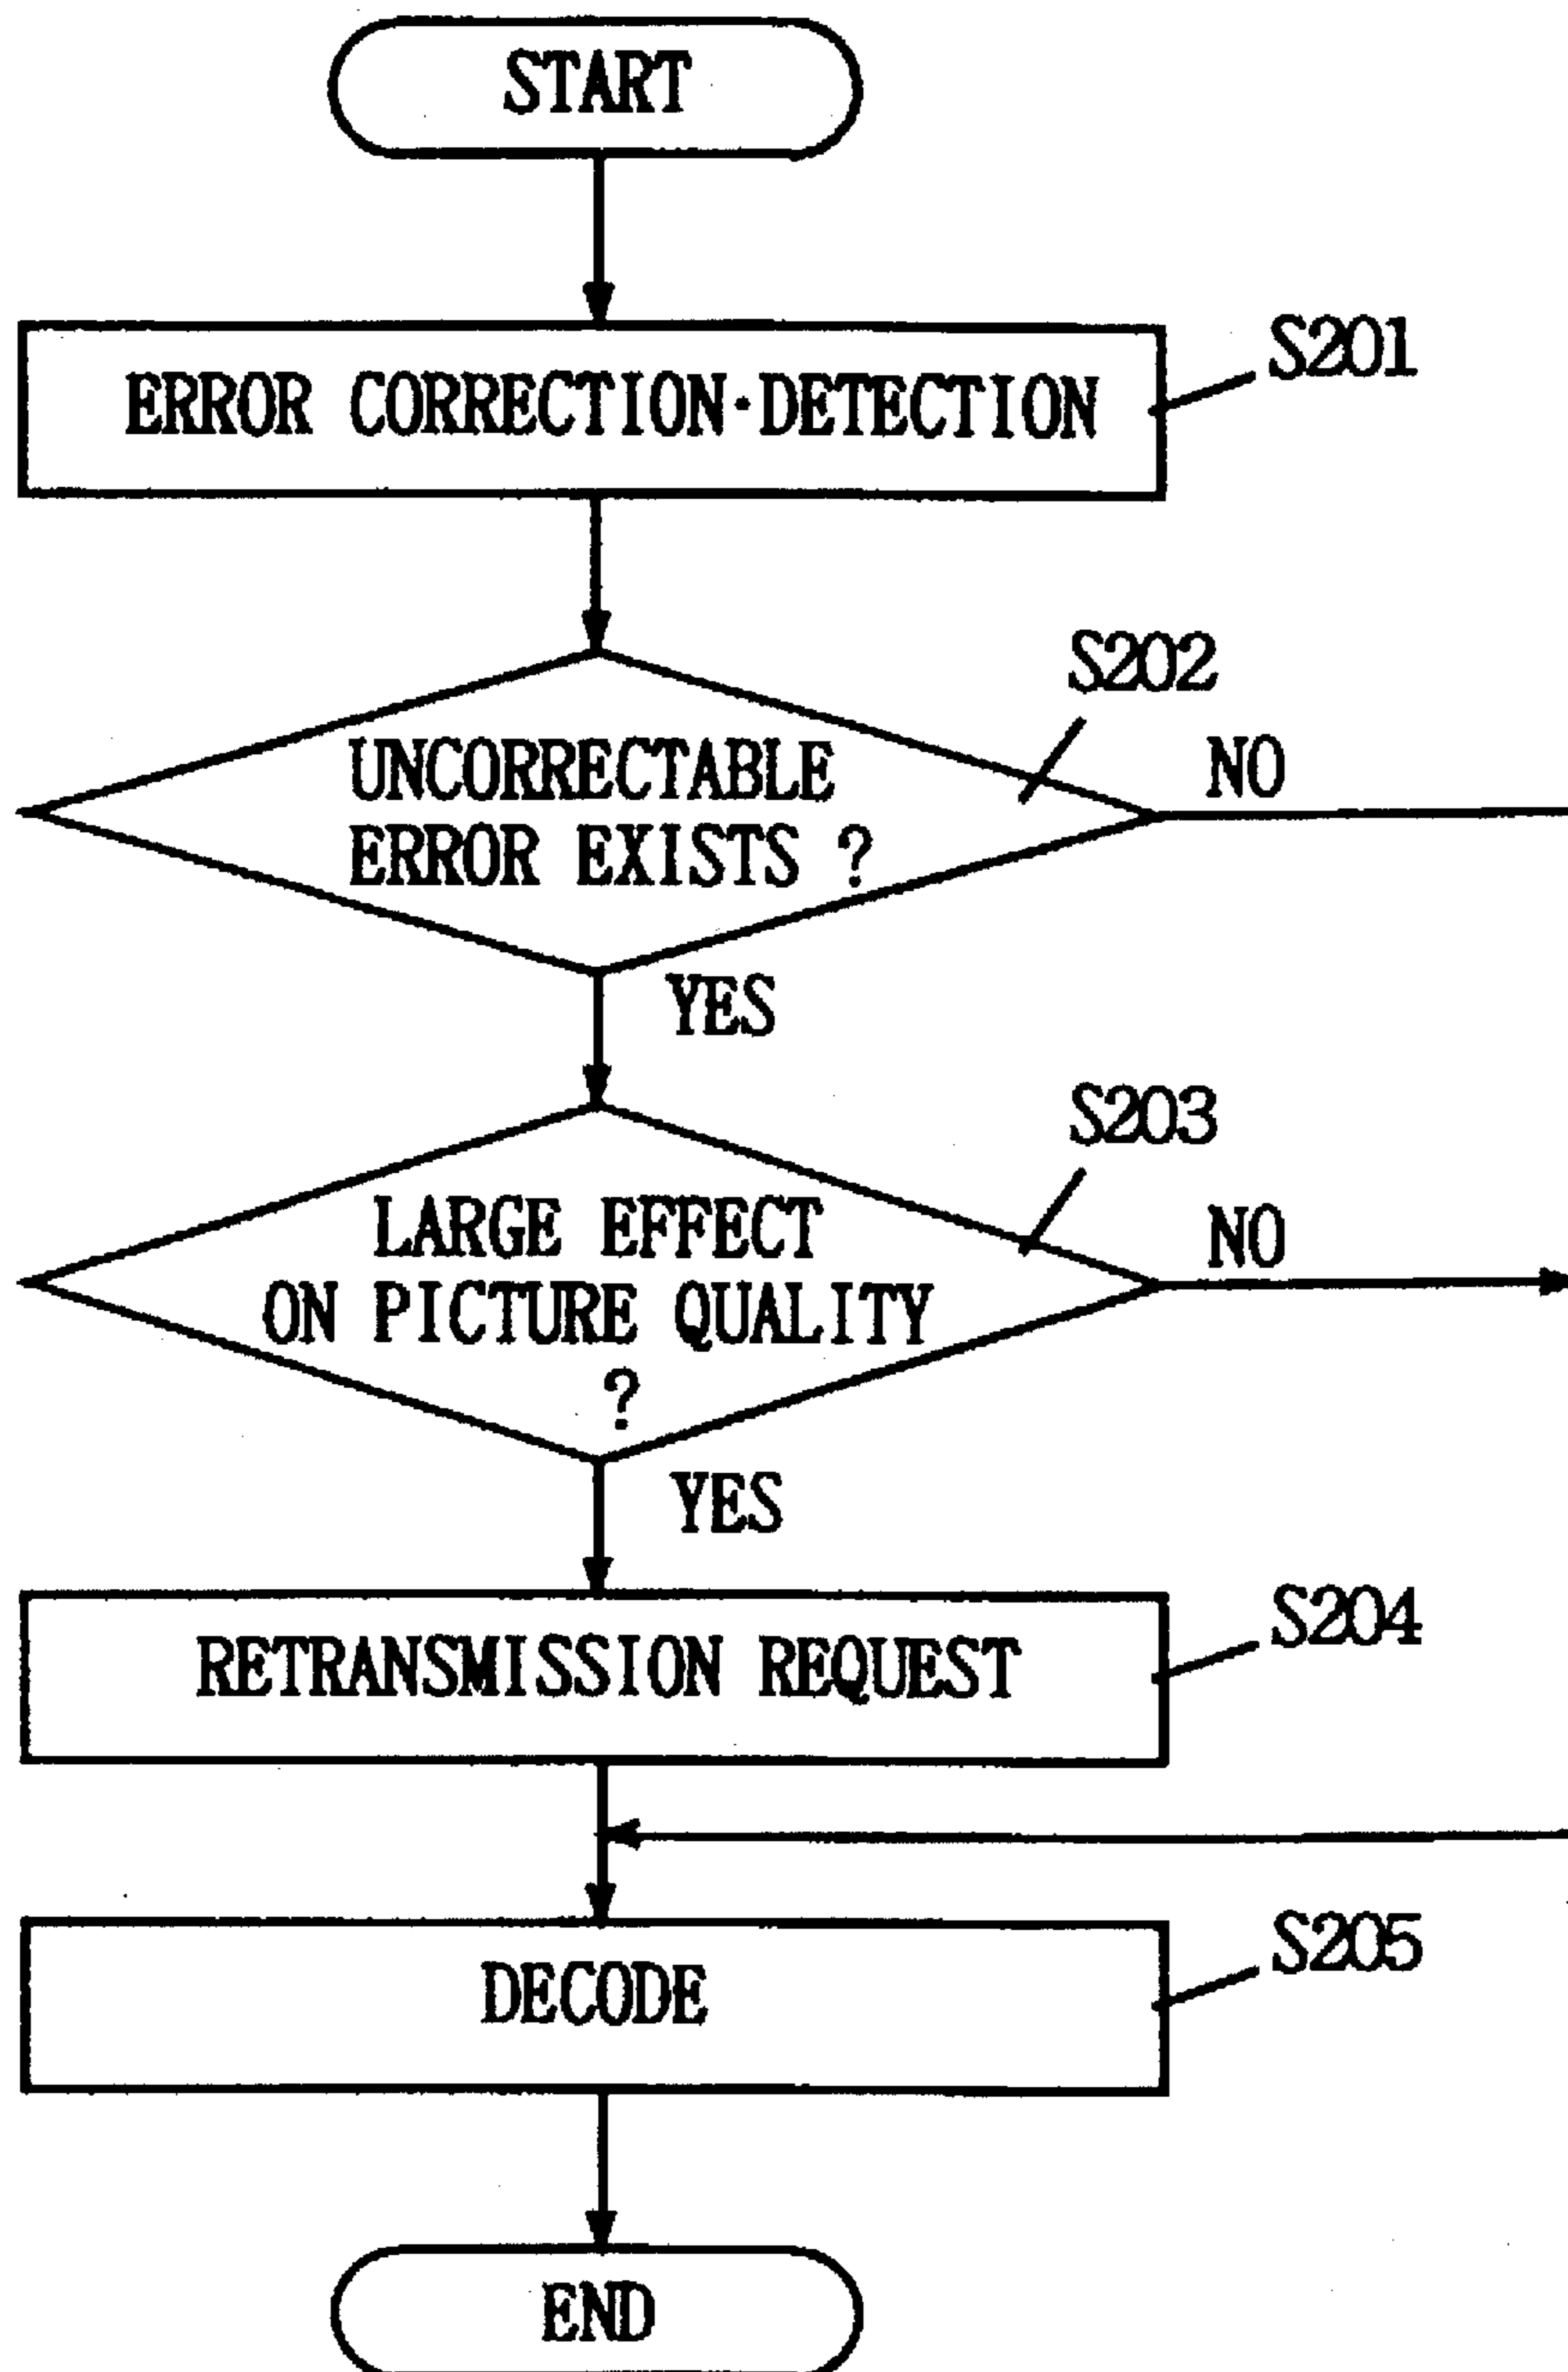 START
ERROR CORRECTION·DETECTION
S201
S202
UNCORRECTABLE
ERROR EXISTS ?
NO
YES
S203
LARGE EFFECT
ON PICTURE QUALITY
?
NO
YES
RETRANSMISSION REQUEST
S204
DECODE
S205
END